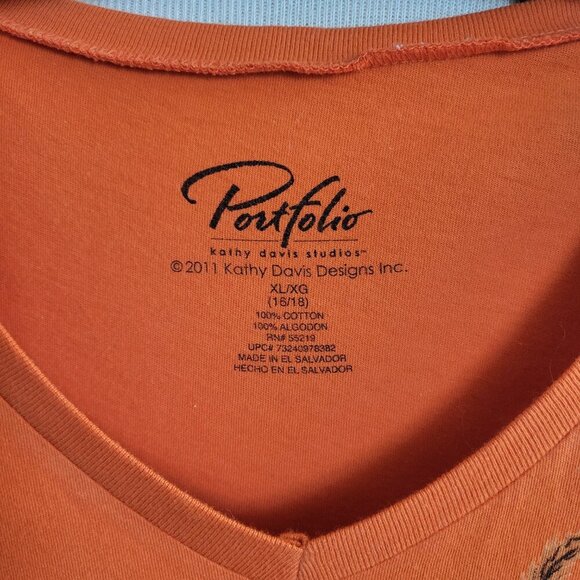 Portfolio
kathy davis studios™
©2011 Kathy Davis Designs Inc.
XL/XG
(16/18)
100% COTTON
100% ALGODON
RN# 55219
UPC# 73240978382
MADE IN EL SALVADOR
HECHO EN EL SALVADOR